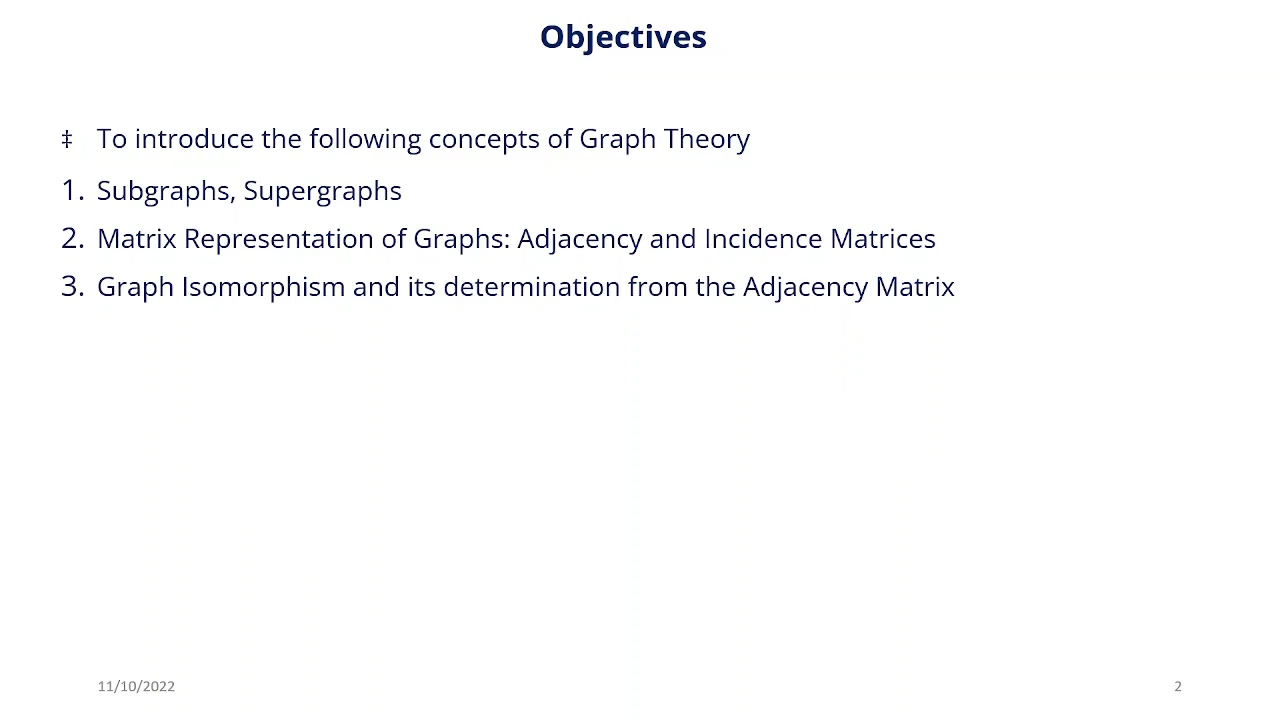 Objectives
‡ To introduce the following concepts of Graph Theory
1. Subgraphs, Supergraphs
2. Matrix Representation of Graphs: Adjacency and Incidence Matrices
3. Graph Isomorphism and its determination from the Adjacency Matrix
11/10/2022
2